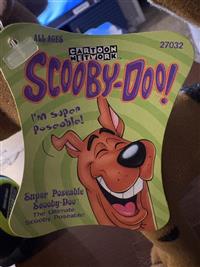 ALL AGES
27032
CARTOON
NETWORK
SCOOBY-DOO!
I'm super
poseable!
Super Poseable
Scooby-Doo
The Ultimate
Scooby Poseable!